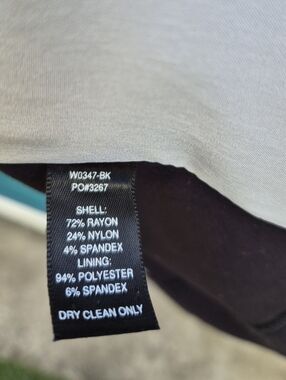 W0347-BK
PO#3267
SHELL:
72% RAYON
24% NYLON
4% SPANDEX
LINING:
94% POLYESTER
6% SPANDEX
DRY CLEAN ONLY